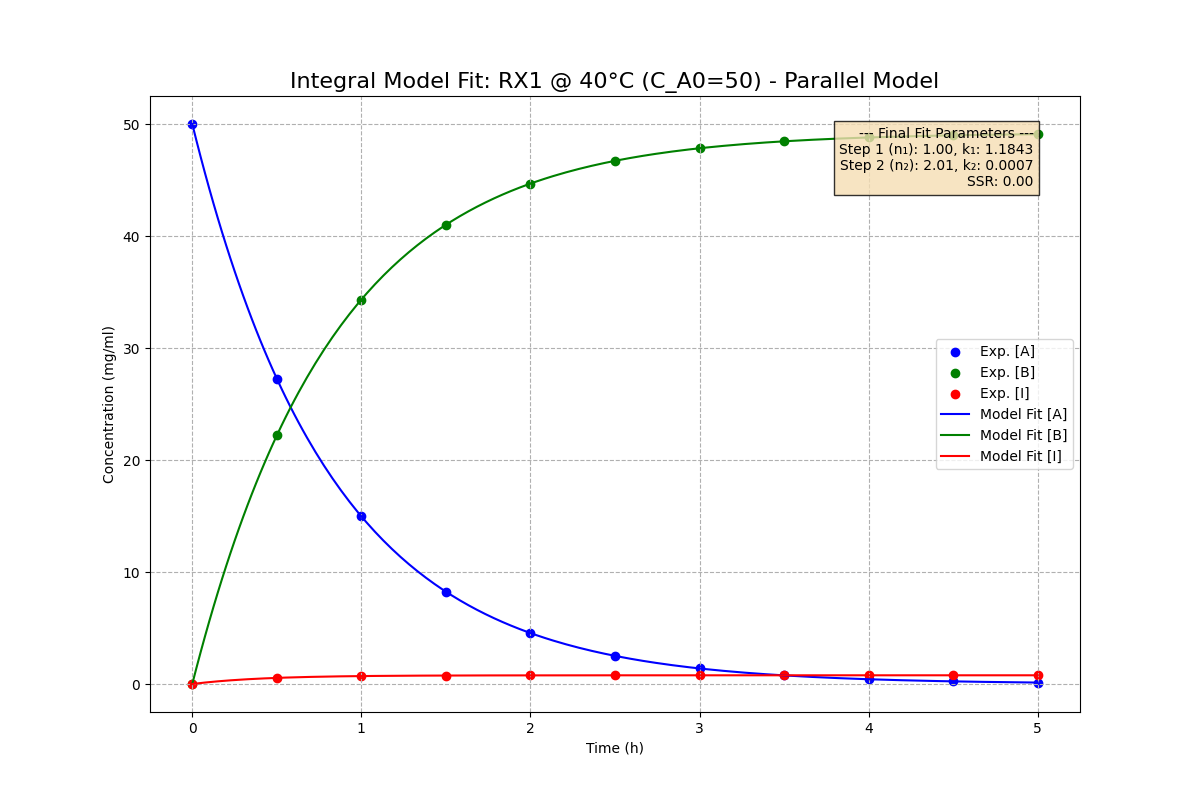 Integral Model Fit: RX1 @ 40°C (C_A0=50) - Parallel Model
50
40
30
20
10
0
Concentration (mg/ml)
--- Final Fit Parameters ---
Step 1 (n₁): 1.00, k₁: 1.1843
Step 2 (n₂): 2.01, k₂: 0.0007
SSR: 0.00
Exp. [A]
Exp. [B]
Exp. [I]
Model Fit [A]
Model Fit [B]
Model Fit [I]
0 1 2 3 4 5
Time (h)